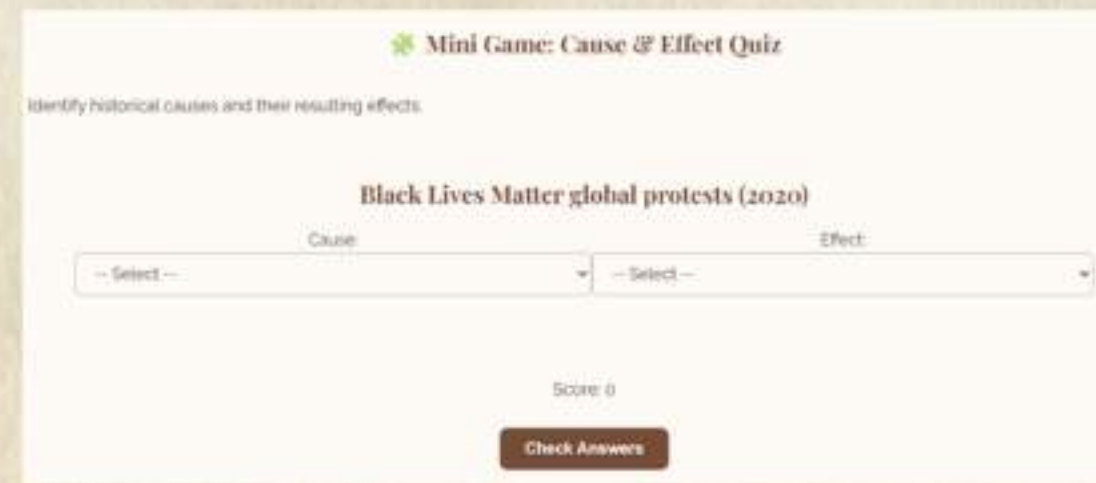 Mini Game: Cause & Effect Quiz
Identify historical causes and their resulting effects.
Black Lives Matter global protests (2020)
Cause:
Effect:
-- Select --
-- Select --
Score: 0
Check Answers